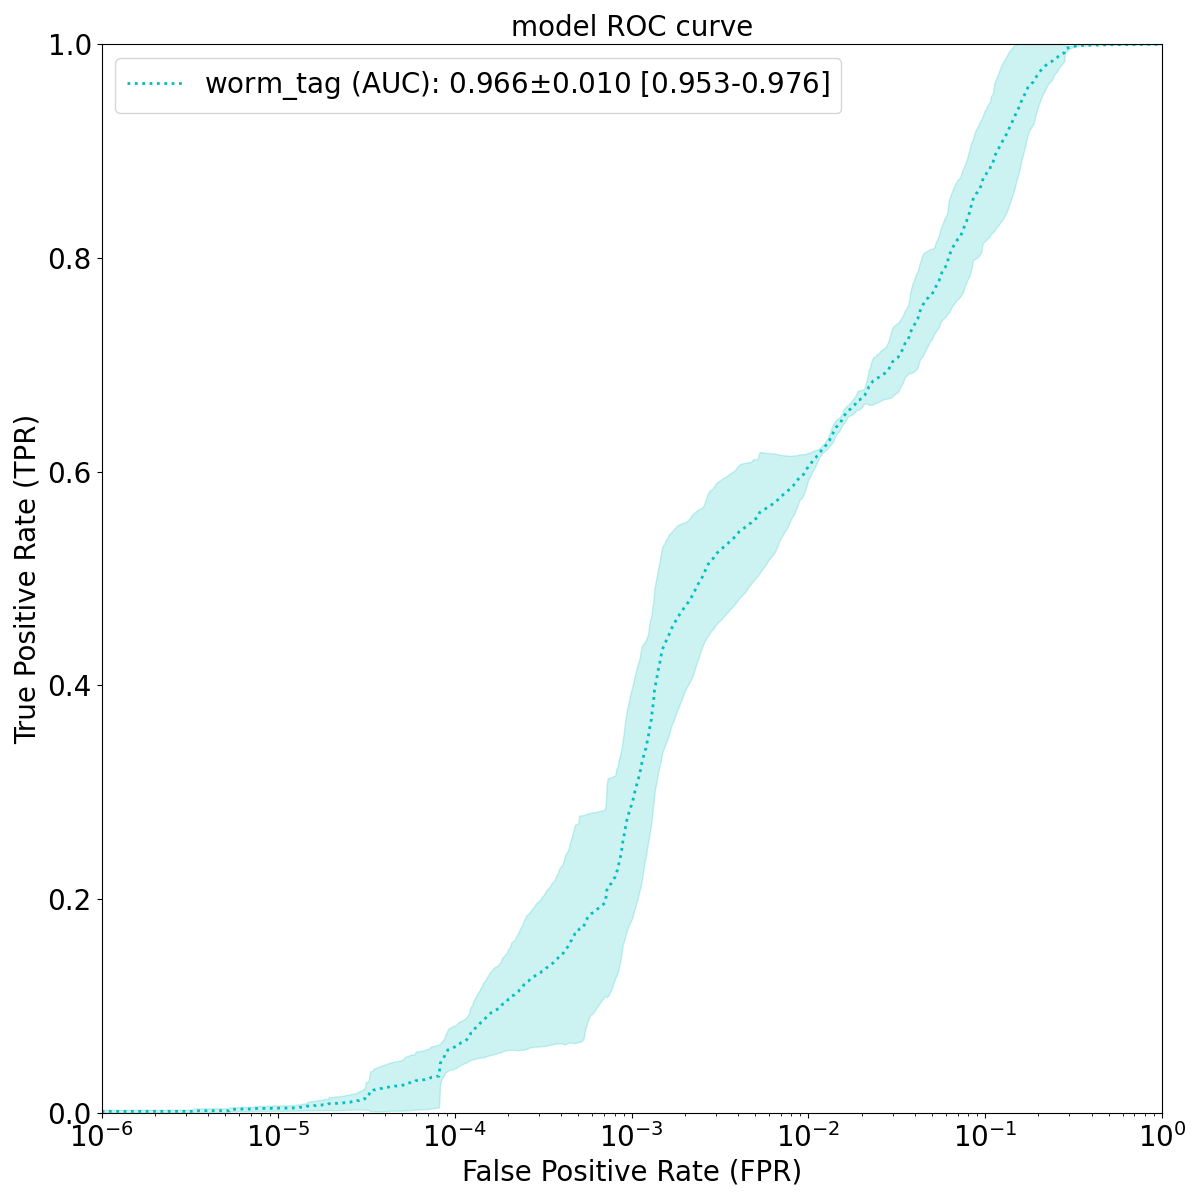 model ROC curve
worm_tag (AUC): 0.966±0.010 [0.953-0.976]
True Positive Rate (TPR)
1.0
0.8
0.6
0.4
0.2
0.0
10⁻⁶ 10⁻⁵ 10⁻⁴ 10⁻³ 10⁻² 10⁻¹ 10⁰
False Positive Rate (FPR)